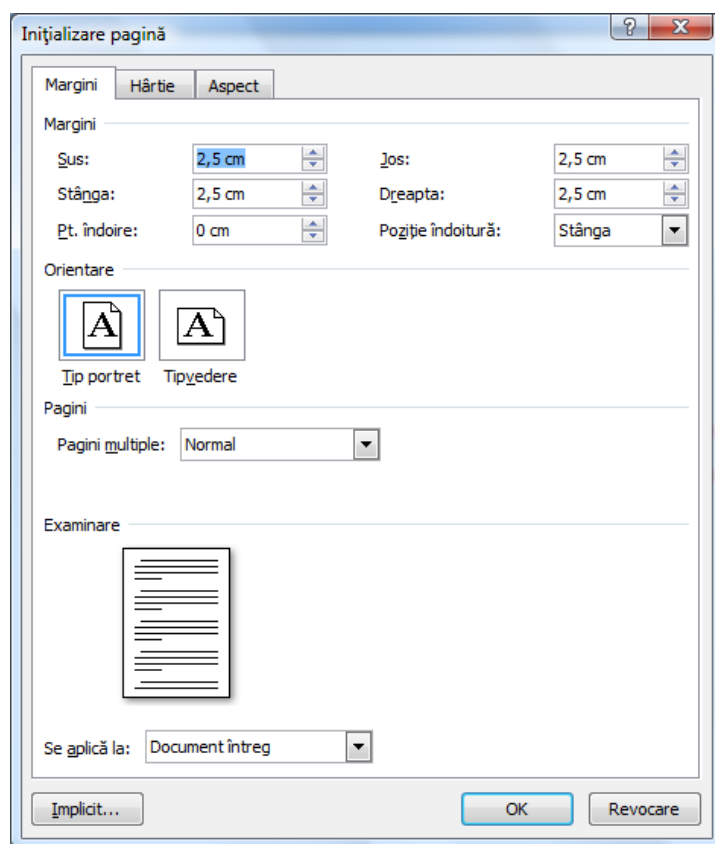 Iniţializare pagină
Margini Hârtie Aspect
Margini
Sus: 2,5 cm Jos: 2,5 cm
Stânga: 2,5 cm Dreapta: 2,5 cm
Pt. îndoire: 0 cm Poziţie îndoitură: Stânga
Orientare
A A
Tip portret Tipvedere
Pagini
Pagini multiple: Normal
Examinare
Se aplică la: Document întreg
Implicit... OK Revocare